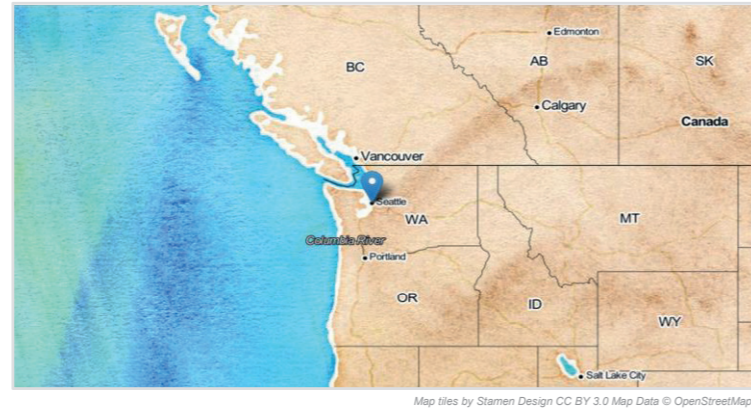 Edmonton
BC
AB
SK
Calgary
Canada
Vancouver
Seattle
WA
MT
Columbia River
Portland
OR
ID
WY
Salt Lake City
Map tiles by Stamen Design CC BY 3.0 Map Data © OpenStreetMap